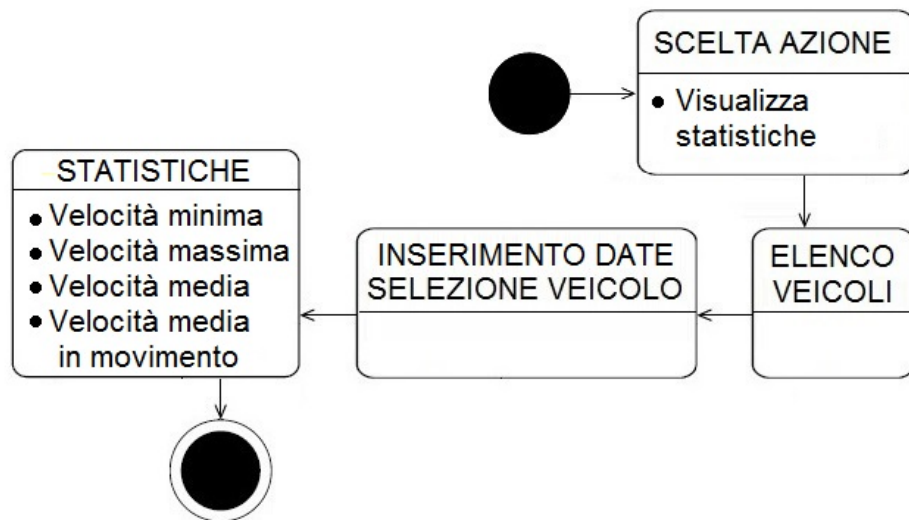 SCELTA AZIONE
• Visualizza
statistiche
ELENCO
VEICOLI
INSERIMENTO DATE
SELEZIONE VEICOLO
STATISTICHE
• Velocità minima
• Velocità massima
• Velocità media
• Velocità media
in movimento